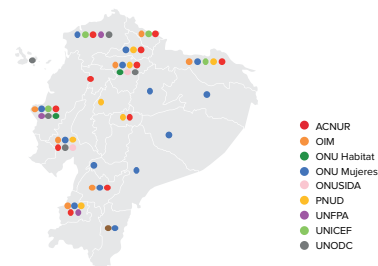 ACNUR
OIM
ONU Habitat
ONU Mujeres
ONUSIDA
PNUD
UNFPA
UNICEF
UNODC